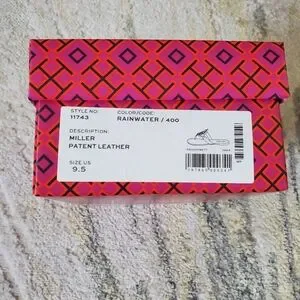 STYLE NO:
11743
COLOR/CODE:
RAINWATER / 400
DESCRIPTION:
MILLER
PATENT LEATHER
SIZE US
9.5